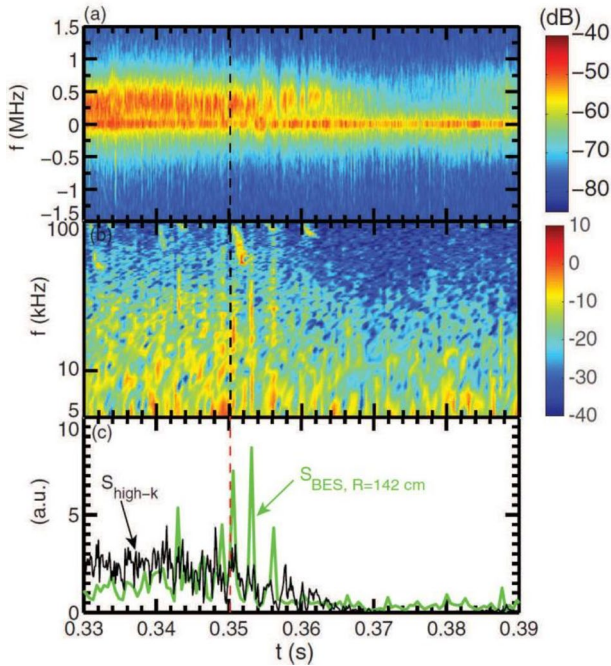 (dB)
(a)
1.5
1
0.5
0
−0.5
−1
−1.5
f (MHz)
−40
−50
−60
−70
−80
(b)
100
10
5
f (kHz)
10
0
−10
−20
−30
−40
(c)
10
5
0
(a.u.)
S high-k
S BES, R=142 cm
0.33 0.34 0.35 0.36 0.37 0.38 0.39
t (s)